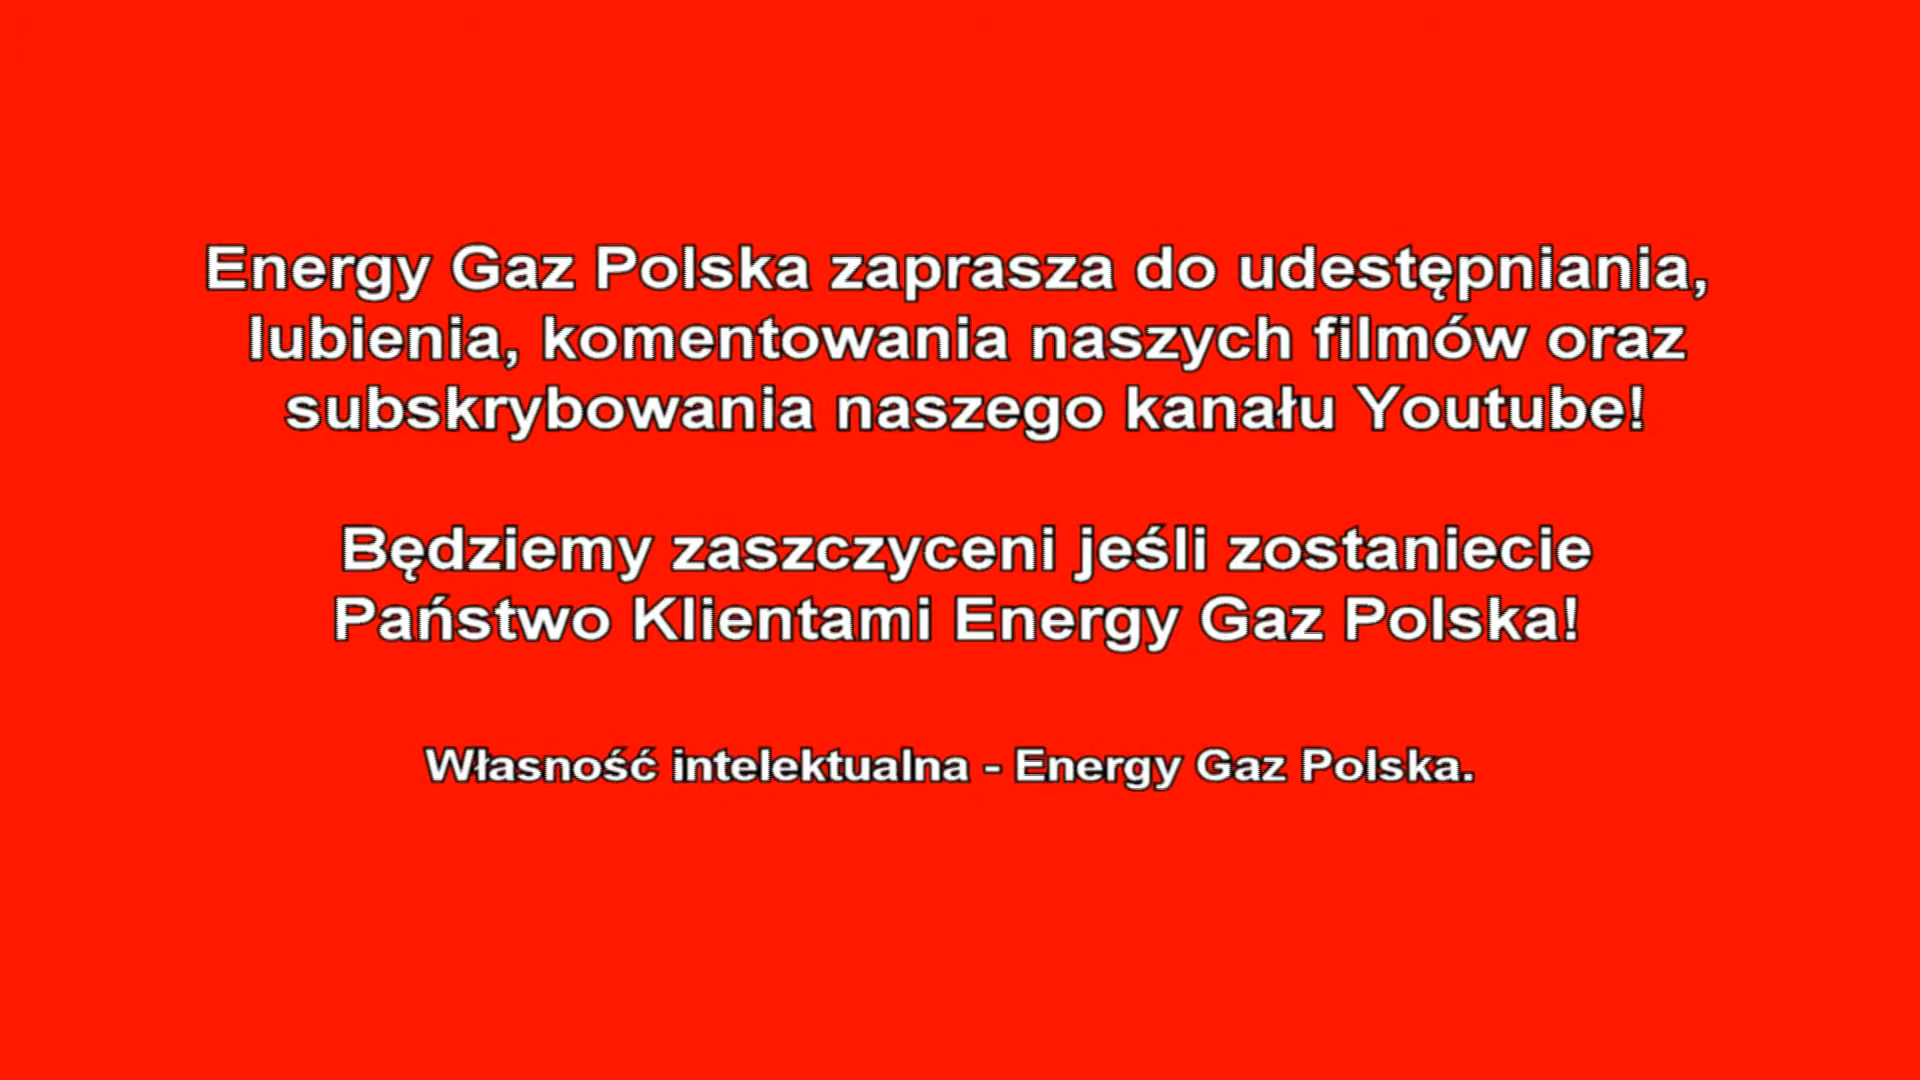 Energy Gaz Polska zaprasza do udestępniania,
lubienia, komentowania naszych filmów oraz
subskrybowania naszego kanału Youtube!
Będziemy zaszczyceni jeśli zostaniecie
Państwo Klientami Energy Gaz Polska!
Własność intelektualna - Energy Gaz Polska.